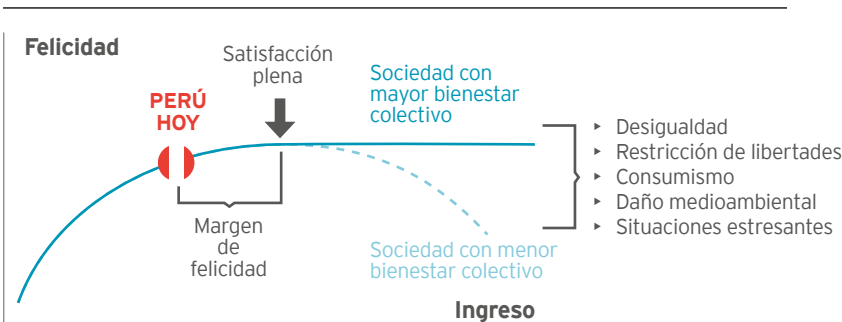 Felicidad
Satisfacción
plena
PERÚ
HOY
Sociedad con
mayor bienestar
colectivo
▸ Desigualdad
▸ Restricción de libertades
▸ Consumismo
▸ Daño medioambiental
▸ Situaciones estresantes
Margen
de
felicidad
Sociedad con menor
bienestar colectivo
Ingreso